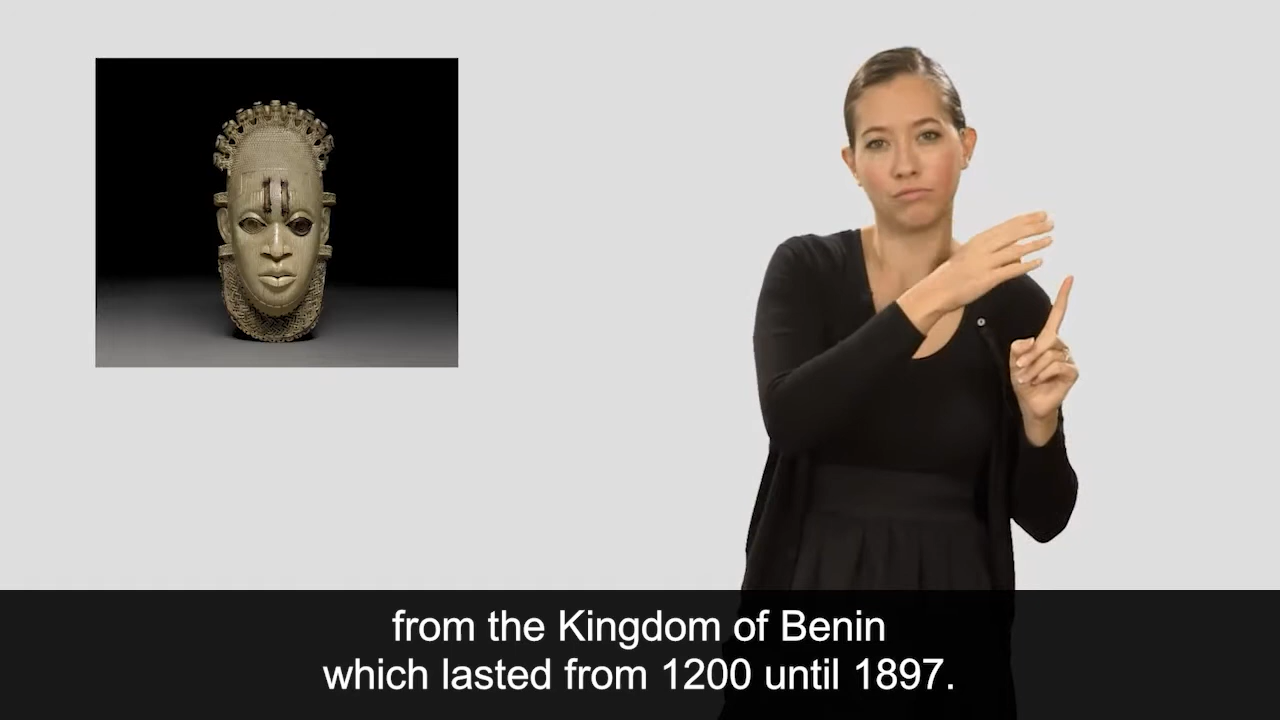 from the Kingdom of Benin
which lasted from 1200 until 1897.